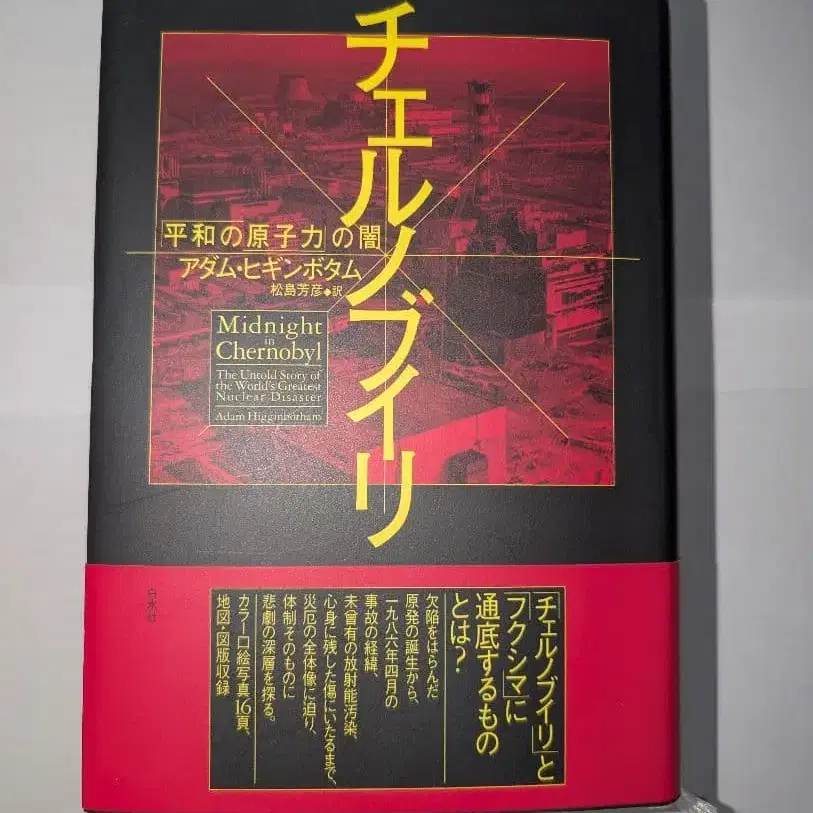 チェルノブイリ
「平和の原子力」の闇
アダム・ヒギンボタム
松島芳彦◆訳
Midnight
in
Chernobyl
The Untold Story of
the World's Greatest
Nuclear Disaster
Adam Higginbotham
「チェルノブイリ」と
「フクシマ」に
通底するもの
とは？
欠陥をはらんだ
原発の誕生から、
一九八六年四月の
事故の経緯、
未曾有の放射能汚染、
心身に残した傷にいたるまで、
災厄の全体像に迫り、
体制そのものに
悲劇の深層を探る。
カラー口絵写真16頁、
地図・図版収録
白水社